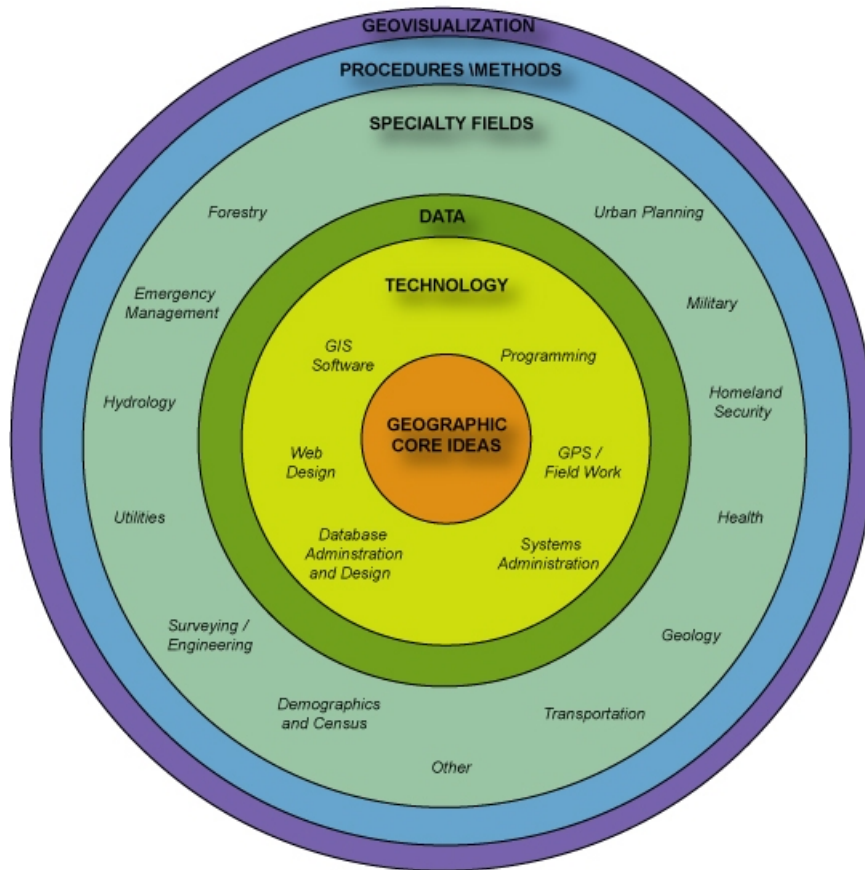 GEOVISUALIZATION
PROCEDURES \METHODS
SPECIALTY FIELDS
Forestry
DATA
Urban Planning
TECHNOLOGY
Emergency
Management
Military
GIS
Software
Programming
Hydrology
Homeland
Security
GEOGRAPHIC
CORE IDEAS
Web
Design
GPS /
Field Work
Utilities
Health
Database
Adminstration
and Design
Systems
Administration
Surveying /
Engineering
Geology
Demographics
and Census
Transportation
Other